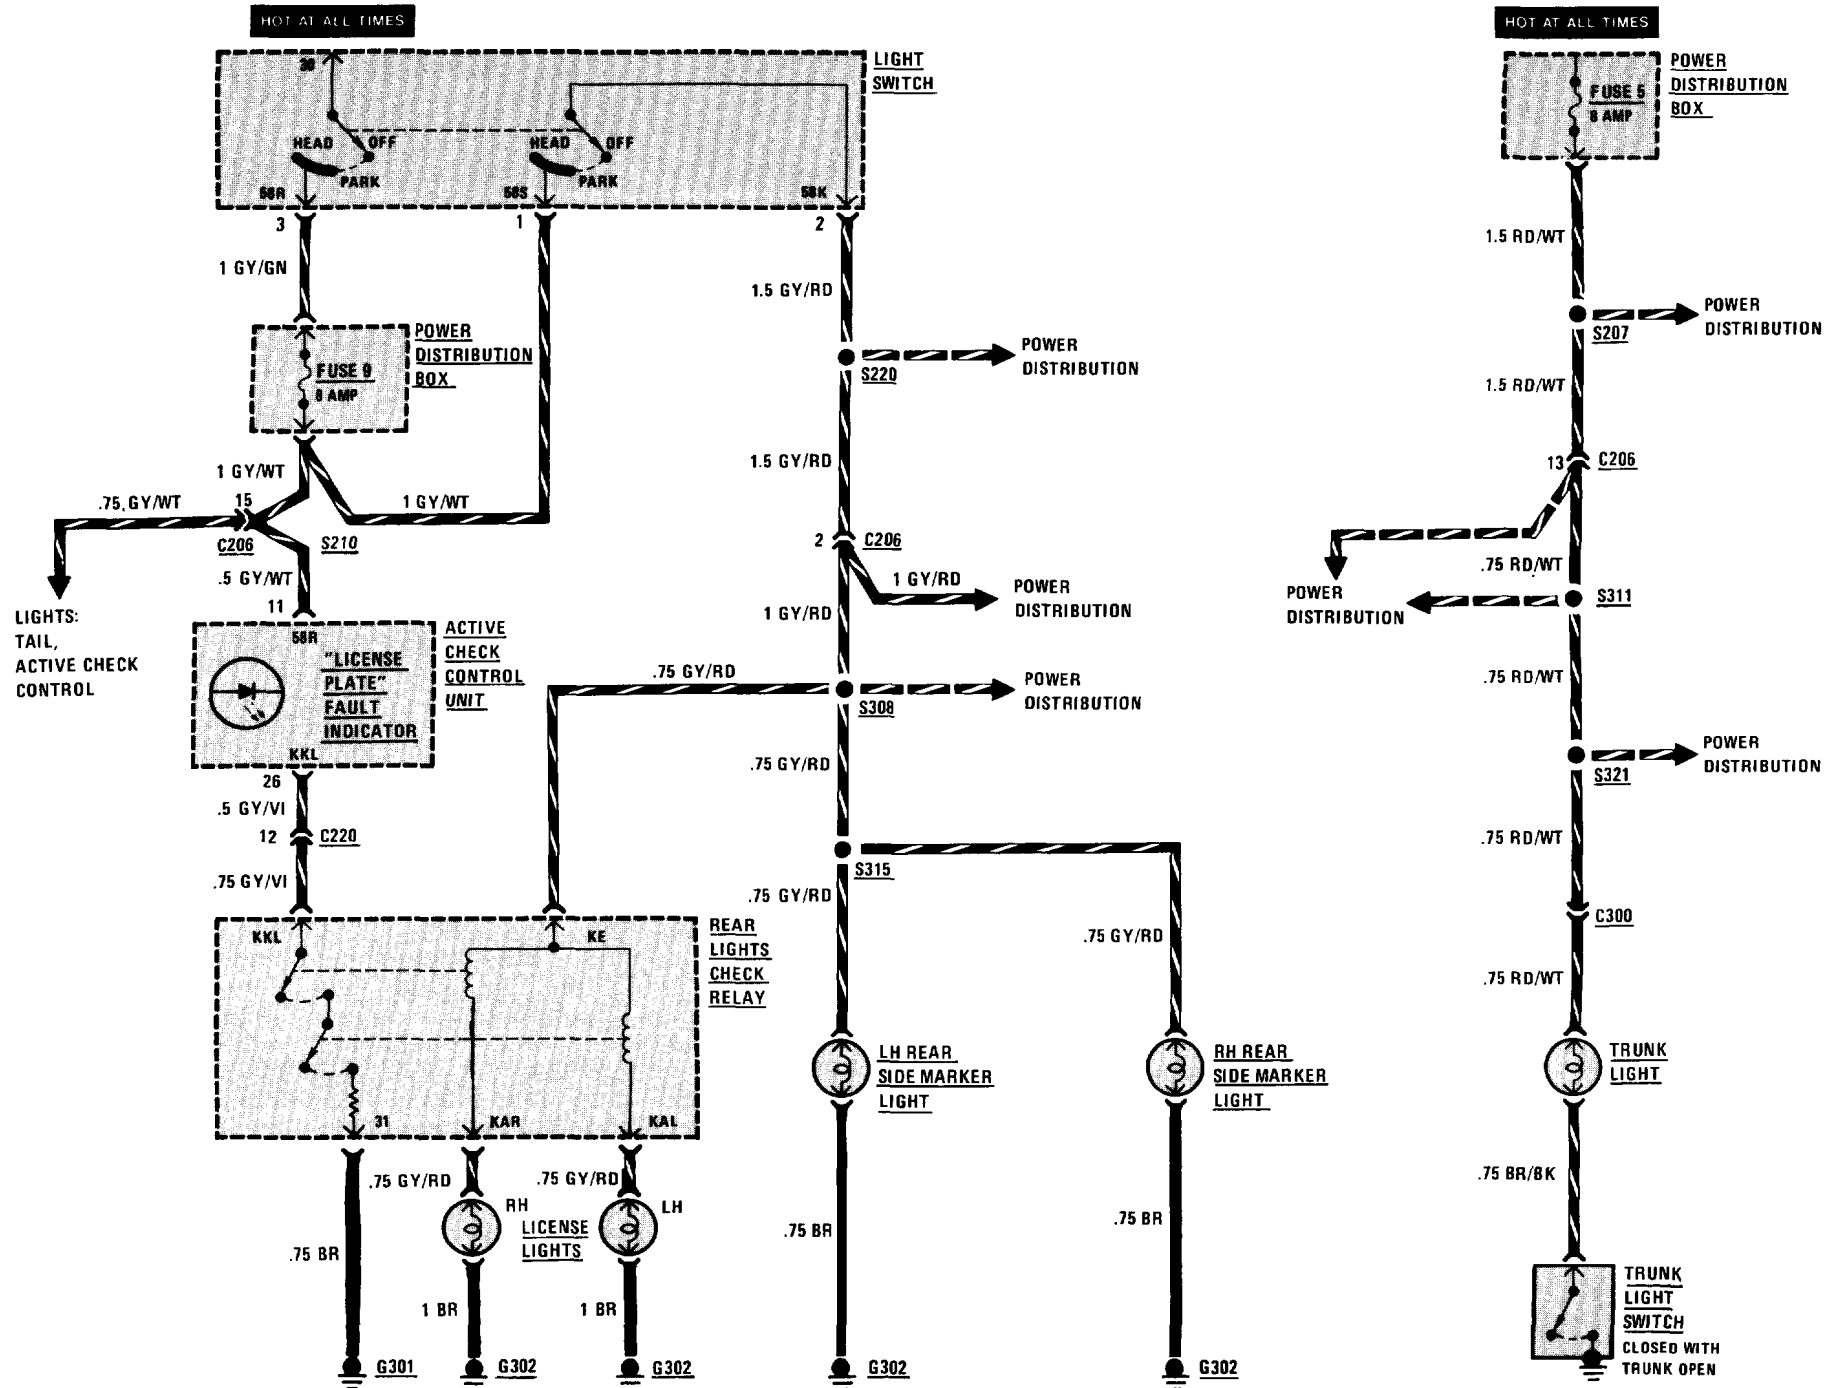 HOT AT ALL TIMES
HOT AT ALL TIMES
30
LIGHT
SWITCH
HEAD
OFF
PARK
HEAD
OFF
PARK
58R
58S
58K
3
1
2
POWER
DISTRIBUTION
BOX
FUSE 5
8 AMP
1 GY/GN
1.5 GY/RD
1.5 RD/WT
POWER
DISTRIBUTION
BOX
FUSE 9
8 AMP
S220
POWER
DISTRIBUTION
S207
POWER
DISTRIBUTION
1.5 RD/WT
1 GY/WT
1 GY/WT
1.5 GY/RD
13
C206
.75 GY/WT
15
C206
S210
2
C206
.5 GY/WT
11
1 GY/RD
POWER
DISTRIBUTION
1 GY/RD
.75 RD/WT
POWER
DISTRIBUTION
S311
LIGHTS:
TAIL,
ACTIVE CHECK
CONTROL
58R
"LICENSE
PLATE"
FAULT
INDICATOR
KKL
ACTIVE
CHECK
CONTROL
UNIT
.75 GY/RD
S308
POWER
DISTRIBUTION
.75 RD/WT
26
.5 GY/VI
12
C220
.75 GY/VI
.75 GY/RD
S321
POWER
DISTRIBUTION
S315
.75 GY/RD
.75 GY/RD
.75 RD/WT
C300
.75 RD/WT
KKL
KE
REAR
LIGHTS
CHECK
RELAY
31
KAR
KAL
LH REAR
SIDE MARKER
LIGHT
RH REAR
SIDE MARKER
LIGHT
TRUNK
LIGHT
.75 GY/RD
.75 GY/RD
RH
LH
LICENSE
LIGHTS
.75 BR
1 BR
1 BR
.75 BR
.75 BR
.75 BR/BK
TRUNK
LIGHT
SWITCH
CLOSED WITH
TRUNK OPEN
G301
G302
G302
G302
G302